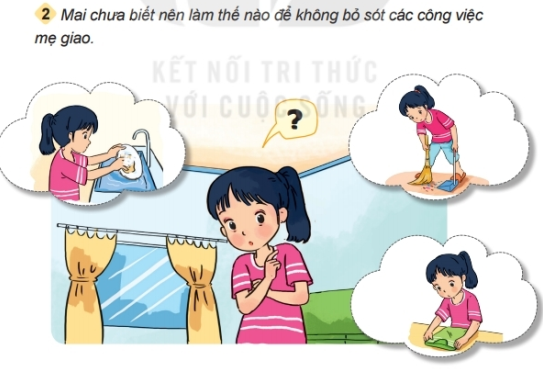 2 Mai chưa biết nên làm thế nào để không bỏ sót các công việc
mẹ giao.
KẾT NỐI TRI THỨC
VỚI CUỘC SỐNG
?